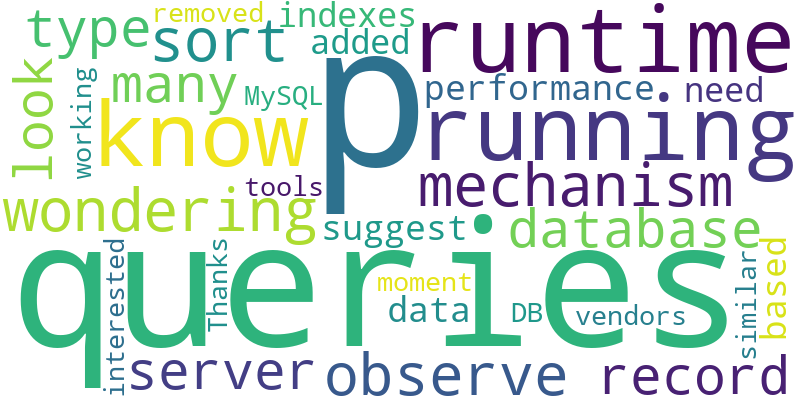 removed
indexes
type
sort
added
runtime
look
working
many
MySQL
p
performance
need
know
running
tools
mechanism
wondering
suggest
database
queries
interested
Thanks
moment
data
DB
vendors
similar
based
server
observe
record